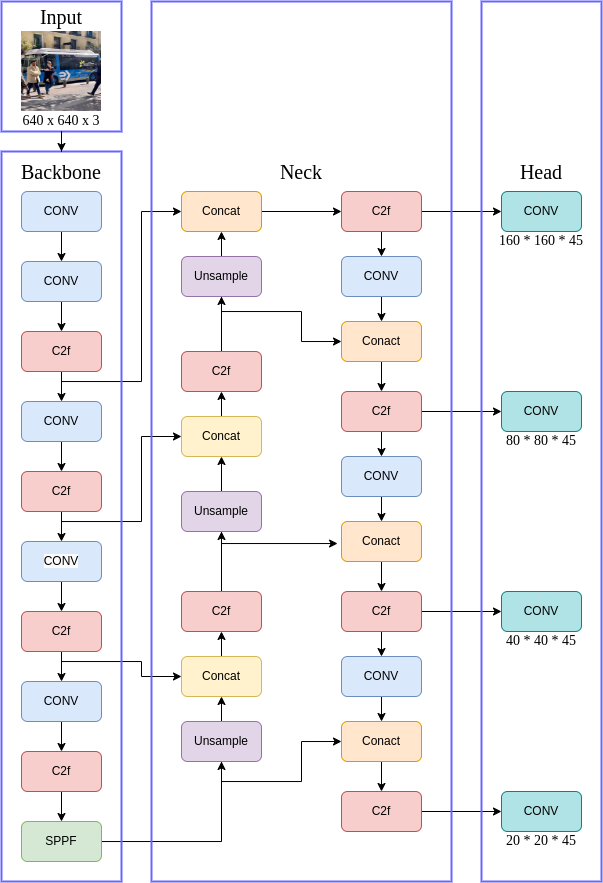 Input
640 x 640 x 3
Backbone
CONV
CONV
C2f
CONV
C2f
CONV
C2f
CONV
C2f
SPPF
Neck
Concat
Unsample
C2f
Concat
Unsample
C2f
Concat
Unsample
C2f
CONV
Conact
C2f
CONV
Conact
C2f
CONV
Conact
C2f
Head
CONV
160 * 160 * 45
CONV
80 * 80 * 45
CONV
40 * 40 * 45
CONV
20 * 20 * 45